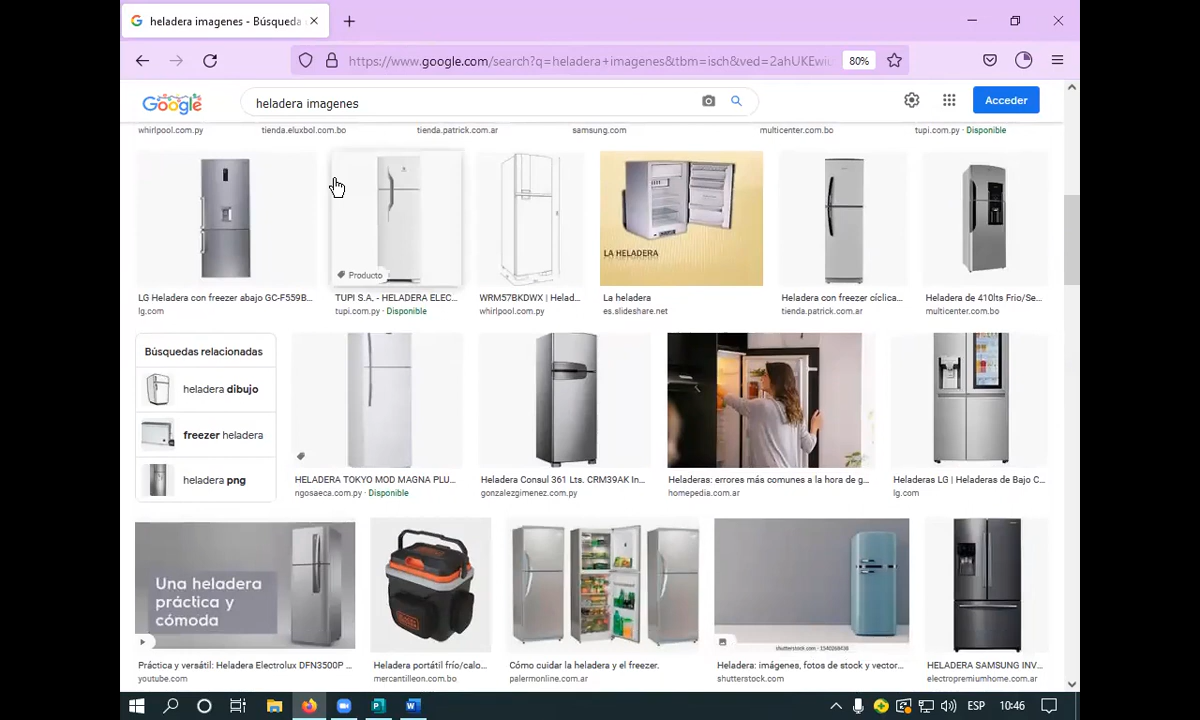 heladera imagenes - Búsqueda
https://www.google.com/search?q=heladera+imagenes&tbm=isch&ved=2ahUKEwi
80%
Google
heladera imagenes
Acceder
whirlpool.com.py
tienda.eluxbol.com.bo
tienda.patrick.com.ar
samsung.com
multicenter.com.bo
tupi.com.py · Disponible
LA HELADERA
Producto
LG Heladera con freezer abajo GC-F559B...
lg.com
TUPI S.A. - HELADERA ELEC...
tupi.com.py · Disponible
WRM57BKDWX | Helad...
whirlpool.com.py
La heladera
es.slideshare.net
Heladera con freezer cíclica...
tienda.patrick.com.ar
Heladera de 410lts Frio/Se...
multicenter.com.bo
Búsquedas relacionadas
heladera dibujo
freezer heladera
heladera png
HELADERA TOKYO MOD MAGNA PLU...
ngosaeca.com.py · Disponible
Heladera Consul 361 Lts. CRM39AK In...
gonzalezgimenez.com.py
Heladeras: errores más comunes a la hora de g...
homepedia.com.ar
Heladeras LG | Heladeras de Bajo C...
lg.com
Una heladera
práctica y
cómoda
shutterstock.com · 1540268438
Práctica y versátil: Heladera Electrolux DFN3500P ...
youtube.com
Heladera portátil frío/calo...
mercantilleon.com.bo
Cómo cuidar la heladera y el freezer.
palermonline.com.ar
Heladera: imágenes, fotos de stock y vector...
shutterstock.com
HELADERA SAMSUNG INV...
electropremiumhome.com.ar
ESP
10:46